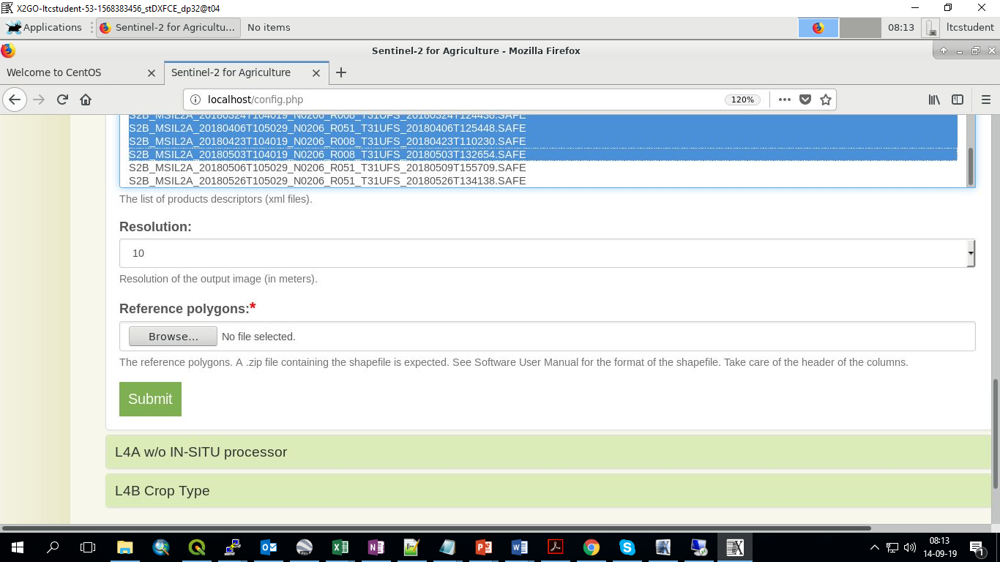 X2GO-ltcstudent-53-1568383456_stDXFCE_dp32@t04
Applications Sentinel-2 for Agricultu... No items 08:13 ltcstudent
Sentinel-2 for Agriculture - Mozilla Firefox
Welcome to CentOS Sentinel-2 for Agriculture
localhost/config.php 120%
S2B_MSIL2A_20180324T104019_N0206_R008_T31UFS_20180324T124438.SAFE
S2B_MSIL2A_20180406T105029_N0206_R051_T31UFS_20180406T125448.SAFE
S2B_MSIL2A_20180423T104019_N0206_R008_T31UFS_20180423T110230.SAFE
S2B_MSIL2A_20180503T104019_N0206_R008_T31UFS_20180503T132654.SAFE
S2B_MSIL2A_20180506T105029_N0206_R051_T31UFS_20180509T155709.SAFE
S2B_MSIL2A_20180526T105029_N0206_R051_T31UFS_20180526T134138.SAFE
The list of products descriptors (xml files).
Resolution:
10
Resolution of the output image (in meters).
Reference polygons:*
Browse... No file selected.
The reference polygons. A .zip file containing the shapefile is expected. See Software User Manual for the format of the shapefile. Take care of the header of the columns.
Submit
L4A w/o IN-SITU processor
L4B Crop Type
08:13
14-09-19